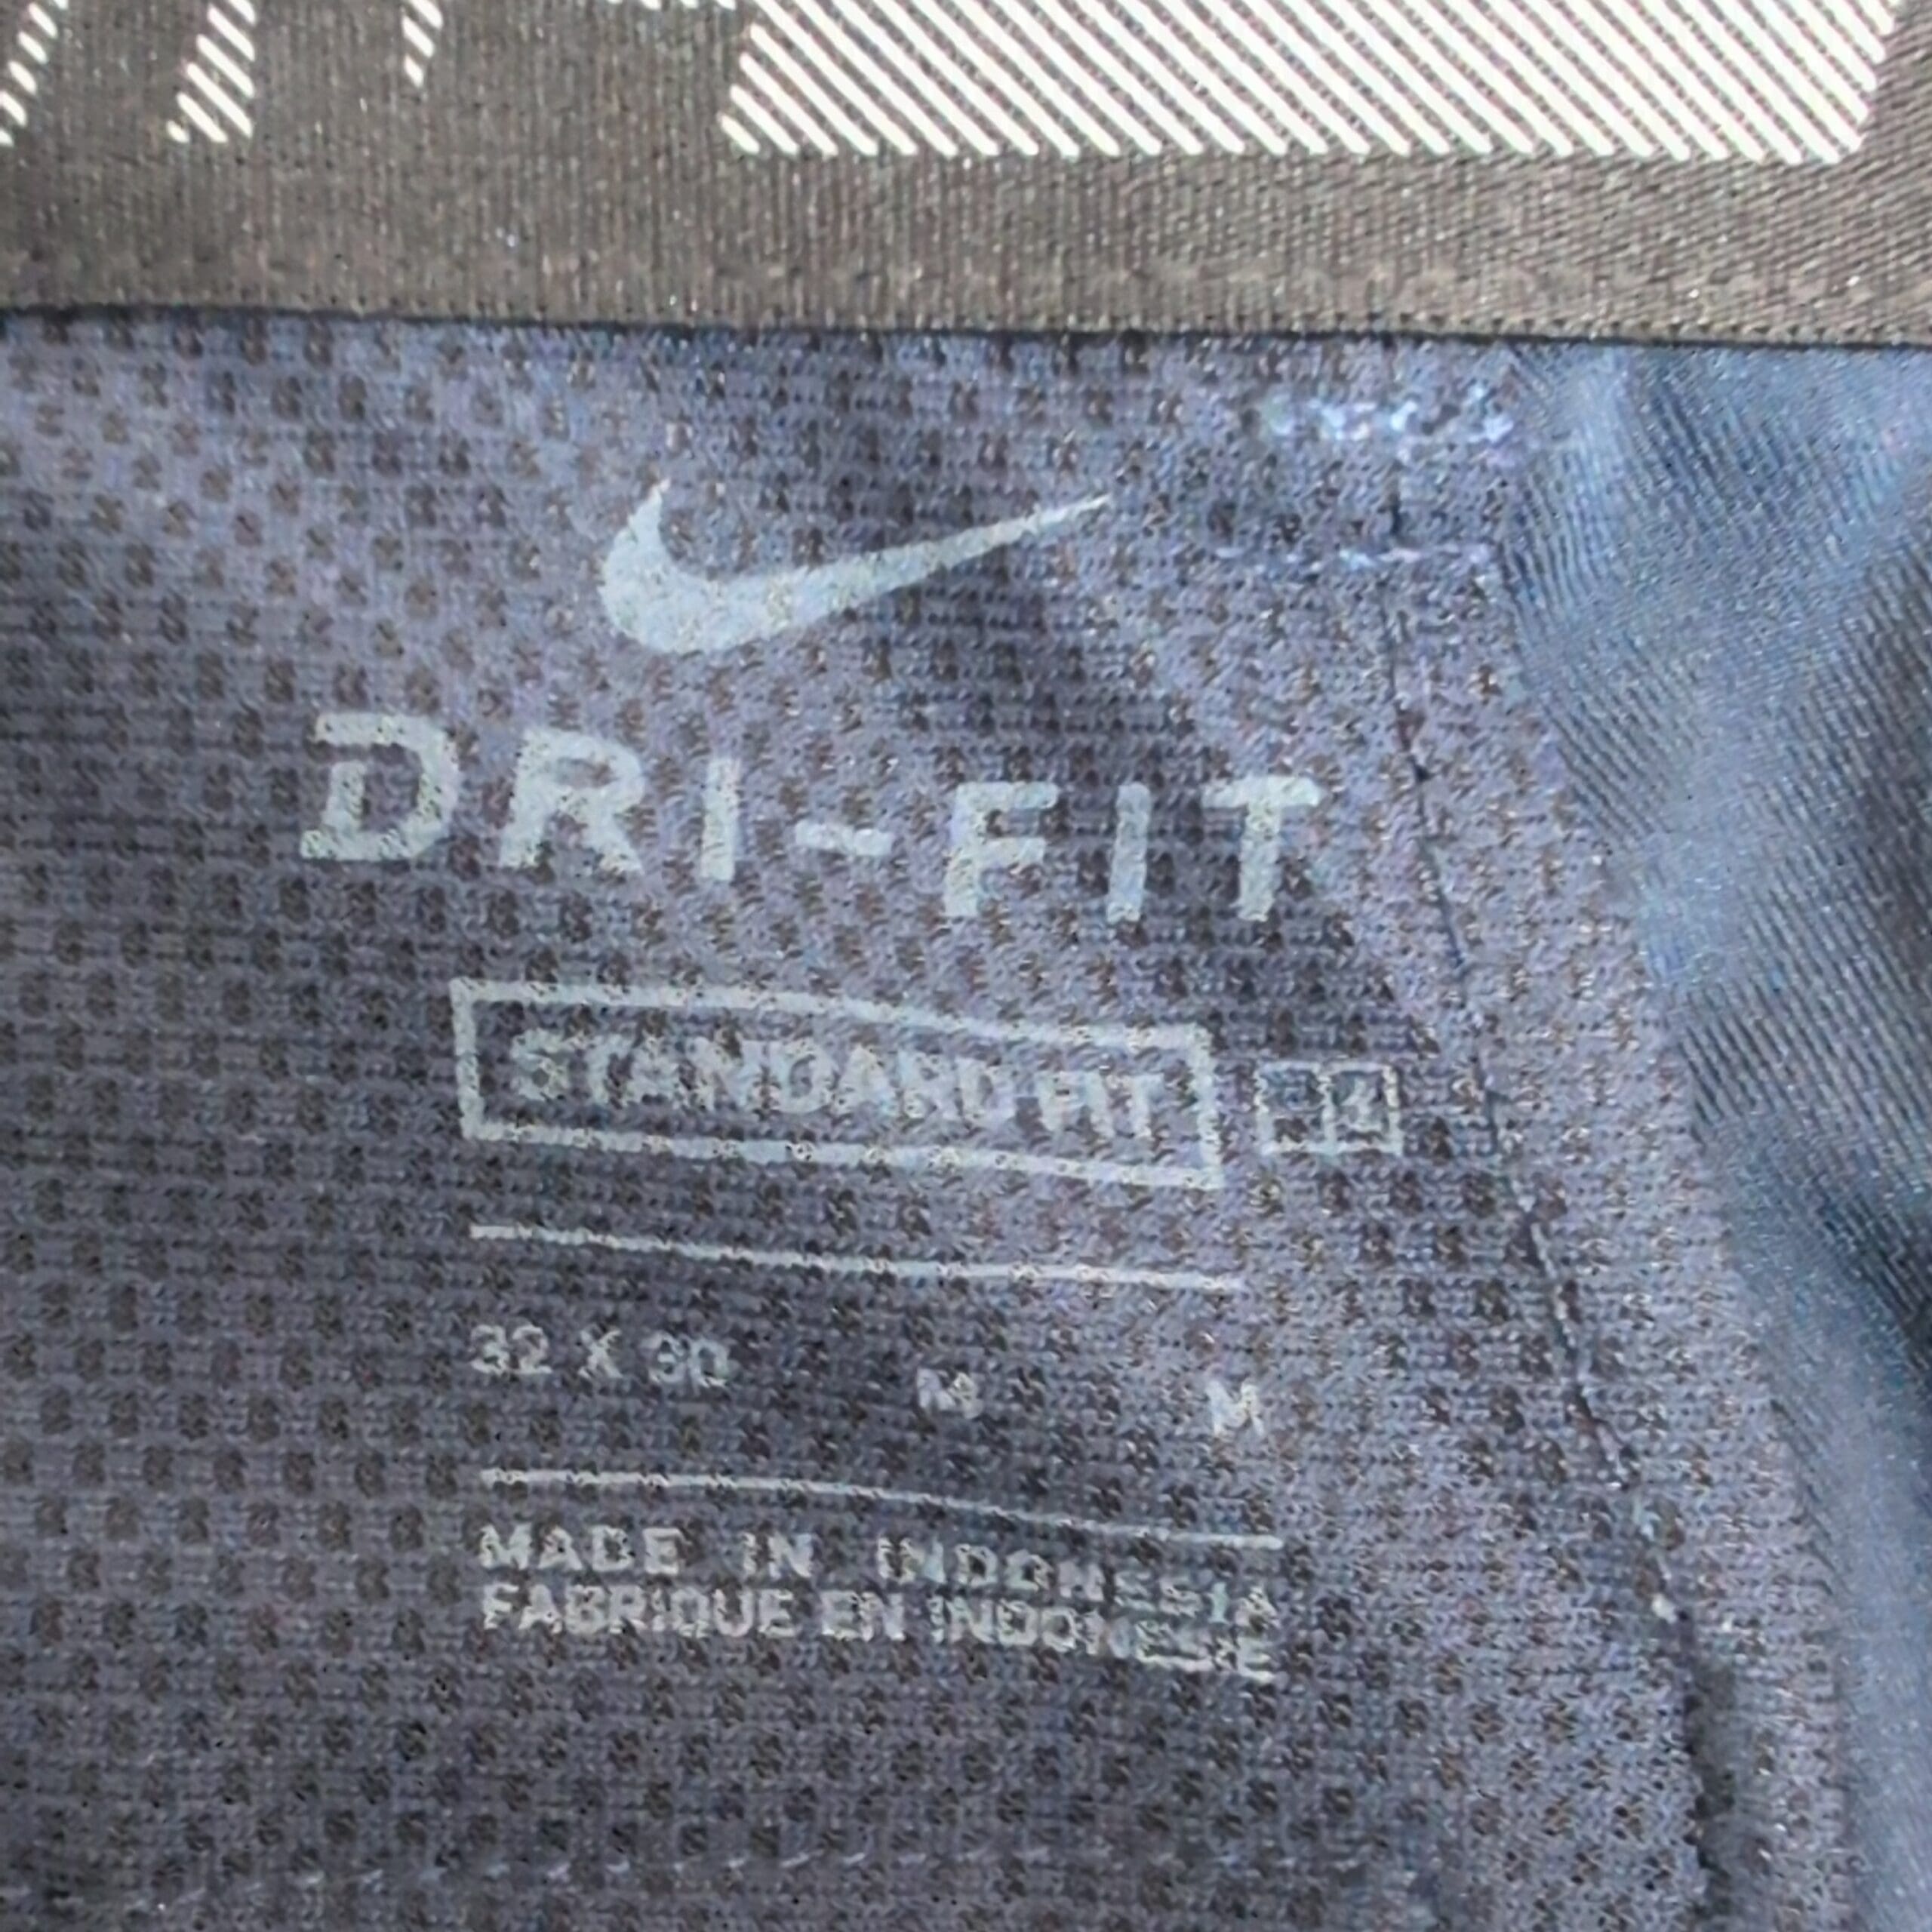 DRI-FIT
STANDARD FIT
32 X 30 M M
MADE IN INDONESIA
FABRIQUE EN INDONESIE